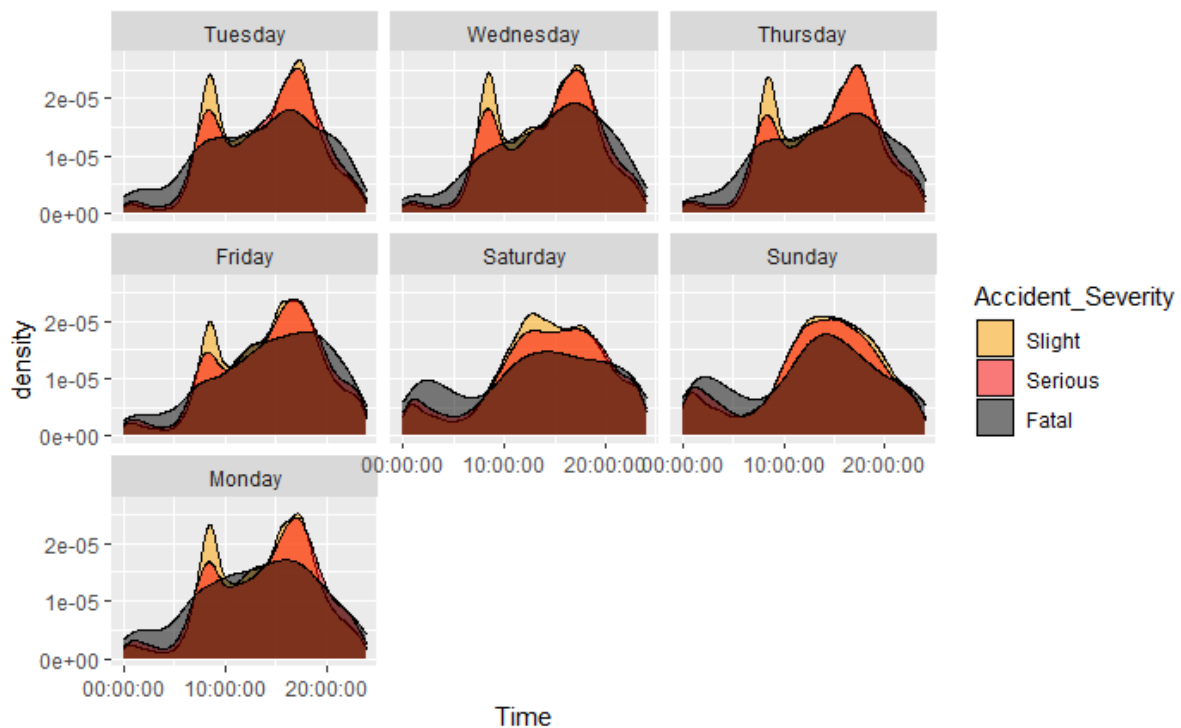 Tuesday
Wednesday
Thursday
2e-05
1e-05
0e+00
Friday
Saturday
Sunday
2e-05
1e-05
0e+00
00:00:00
10:00:00
20:00:00
00:00:00
10:00:00
20:00:00
Monday
2e-05
1e-05
0e+00
00:00:00
10:00:00
20:00:00
density
Time
Accident_Severity
Slight
Serious
Fatal